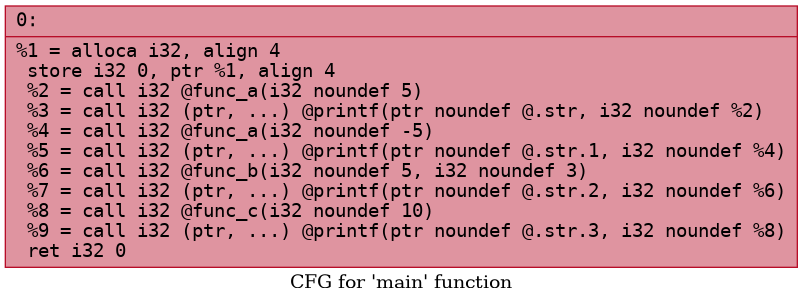 0:
%1 = alloca i32, align 4
store i32 0, ptr %1, align 4
%2 = call i32 @func_a(i32 noundef 5)
%3 = call i32 (ptr, ...) @printf(ptr noundef @.str, i32 noundef %2)
%4 = call i32 @func_a(i32 noundef -5)
%5 = call i32 (ptr, ...) @printf(ptr noundef @.str.1, i32 noundef %4)
%6 = call i32 @func_b(i32 noundef 5, i32 noundef 3)
%7 = call i32 (ptr, ...) @printf(ptr noundef @.str.2, i32 noundef %6)
%8 = call i32 @func_c(i32 noundef 10)
%9 = call i32 (ptr, ...) @printf(ptr noundef @.str.3, i32 noundef %8)
ret i32 0
CFG for 'main' function